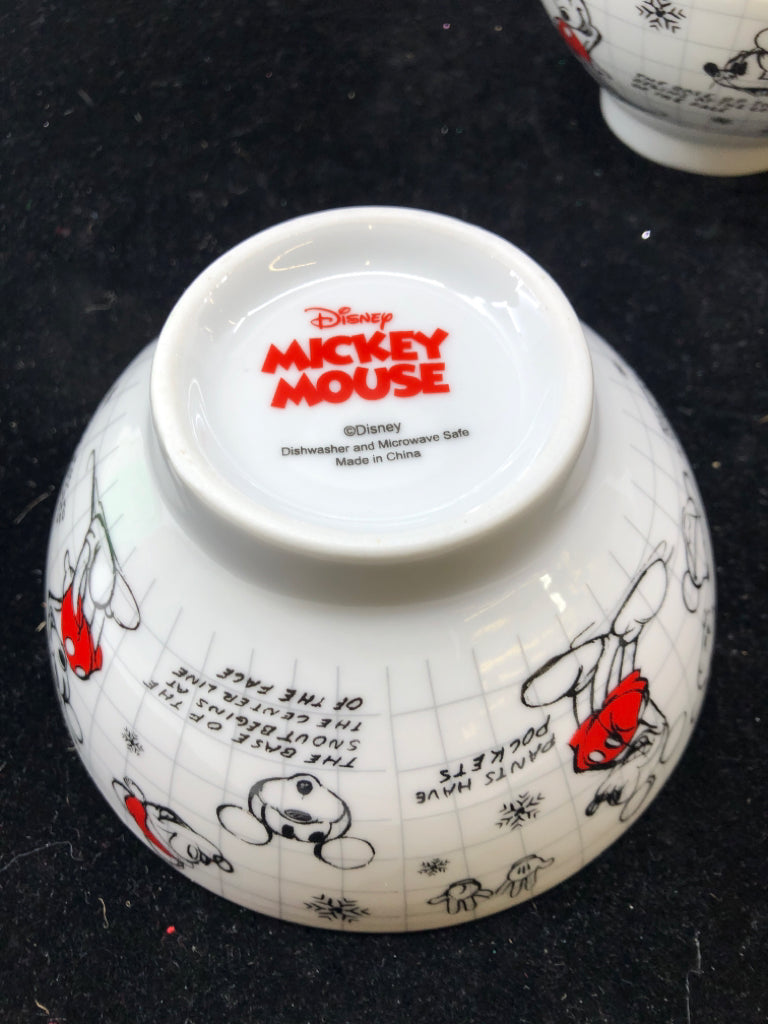 Disney
MICKEY
MOUSE
©Disney
Dishwasher and Microwave Safe
Made in China
THE BASE OF THE
SNOUT BEGINS AT
THE CENTER LINE
OF THE FACE
PANTS HAVE
POCKETS